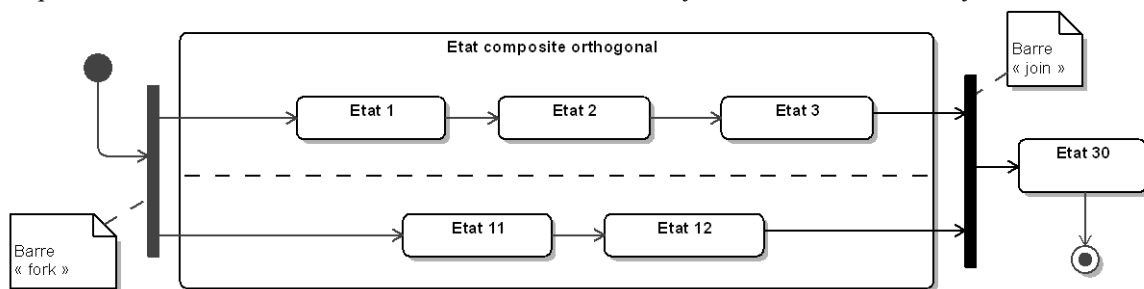 Etat composite orthogonal
Barre
« join »
Etat 1
Etat 2
Etat 3
Etat 30
Etat 11
Etat 12
Barre
« fork »